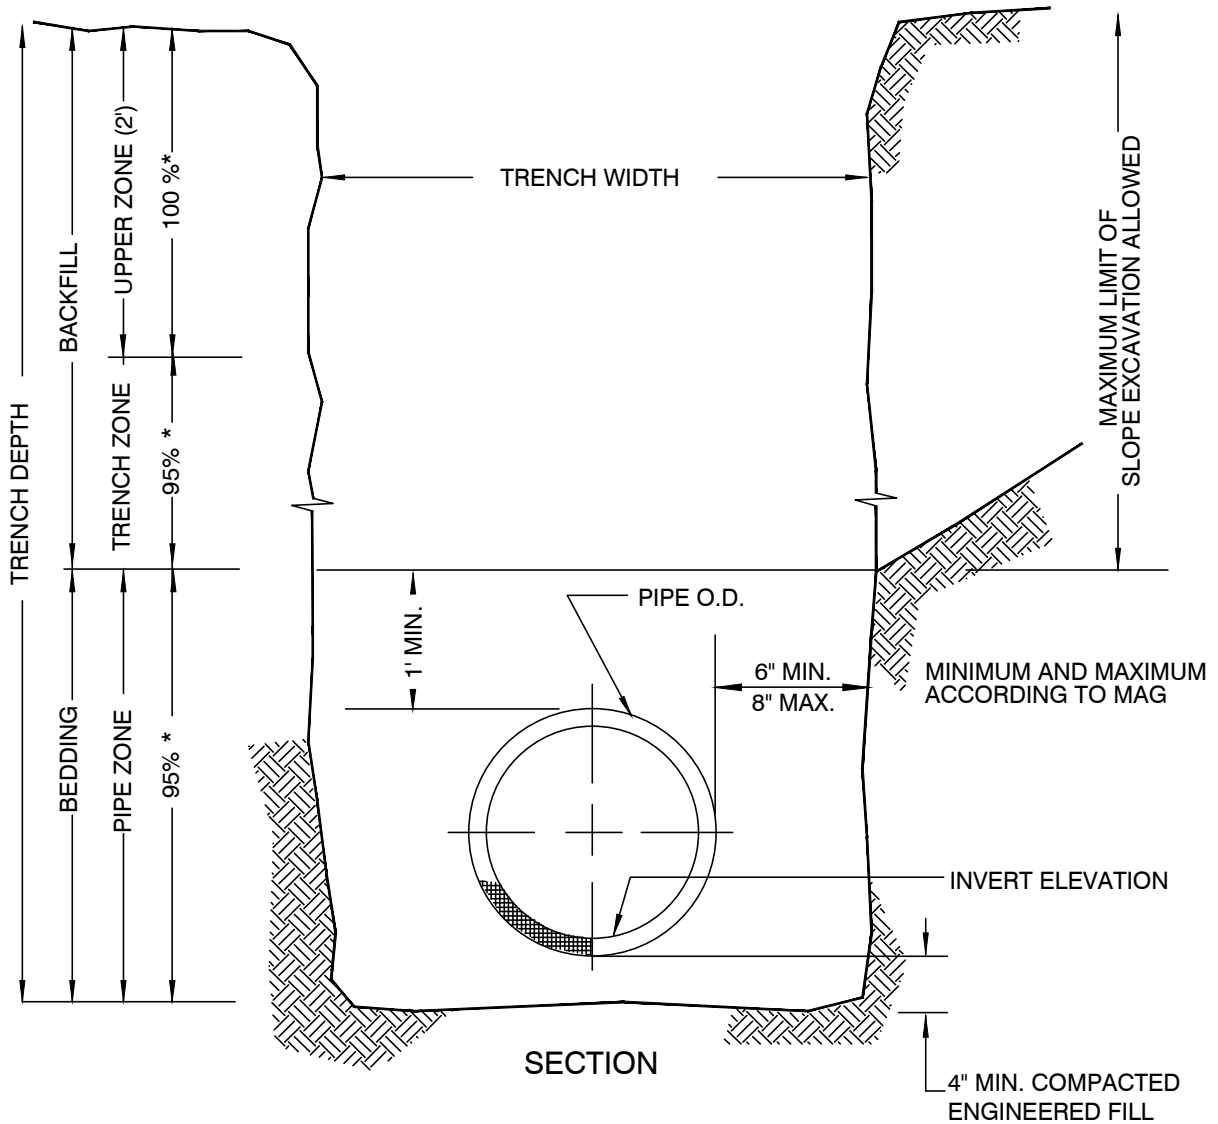 TRENCH DEPTH
BACKFILL
BEDDING
UPPER ZONE (2')
TRENCH ZONE
PIPE ZONE
100 %*
95% *
95% *
TRENCH WIDTH
MAXIMUM LIMIT OF
SLOPE EXCAVATION ALLOWED
PIPE O.D.
1' MIN.
6" MIN.
8" MAX.
MINIMUM AND MAXIMUM
ACCORDING TO MAG
INVERT ELEVATION
SECTION
4" MIN. COMPACTED
ENGINEERED FILL